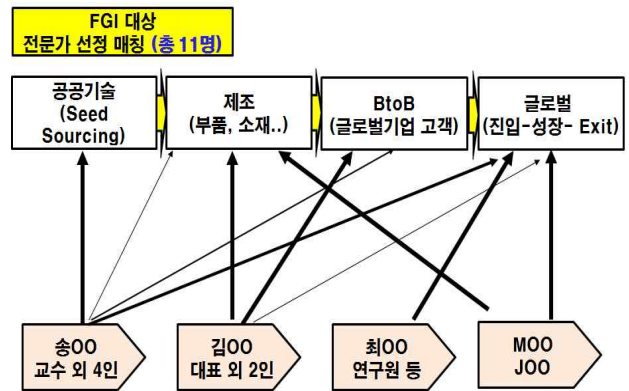 FGI 대상
전문가 선정 매칭 (총 11명)
공공기술
(Seed
Sourcing)
제조
(부품, 소재..)
BtoB
(글로벌기업 고객)
글로벌
(진입-성장- Exit)
송OO
교수 외 4인
김OO
대표 외 2인
최OO
연구원 등
MOO
JOO